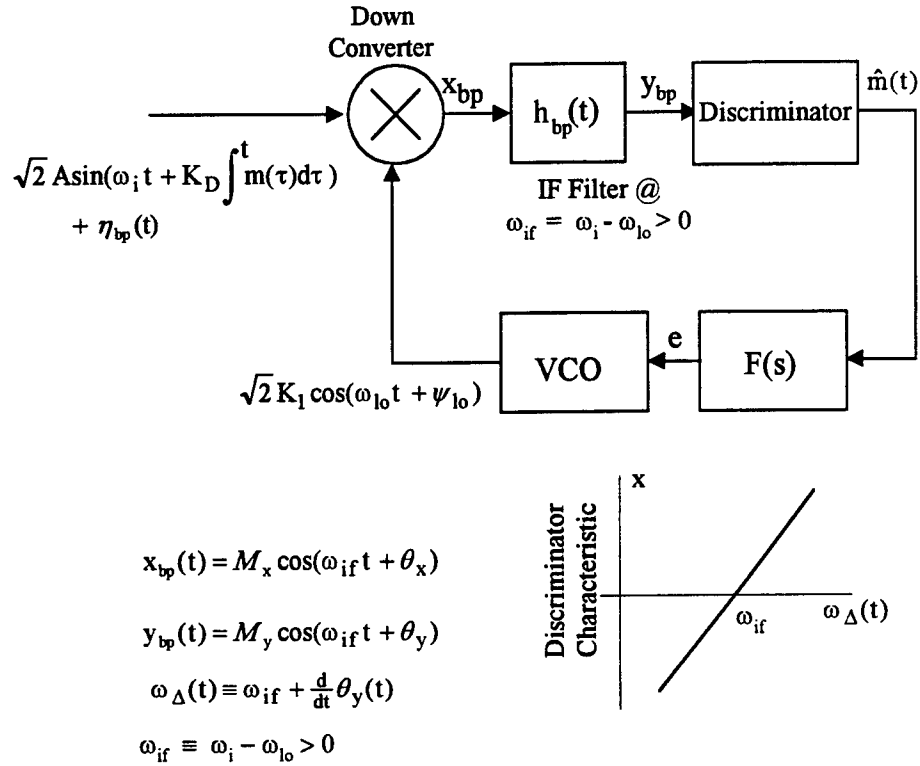 Down
Converter
x_bp
h_bp(t)
y_bp
Discriminator
m̂(t)
√2 Asin(ω_i t + K_D ∫^t m(τ)dτ )
+ η_bp(t)
IF Filter @
ω_if = ω_i - ω_lo > 0
VCO
e
F(s)
√2 K_1 cos(ω_lo t + ψ_lo)
x
Discriminator
Characteristic
ω_if
ω_Δ(t)
x_bp(t) = M_x cos(ω_if t + θ_x)
y_bp(t) = M_y cos(ω_if t + θ_y)
ω_Δ(t) ≡ ω_if + d/dt θ_y(t)
ω_if ≡ ω_i − ω_lo > 0